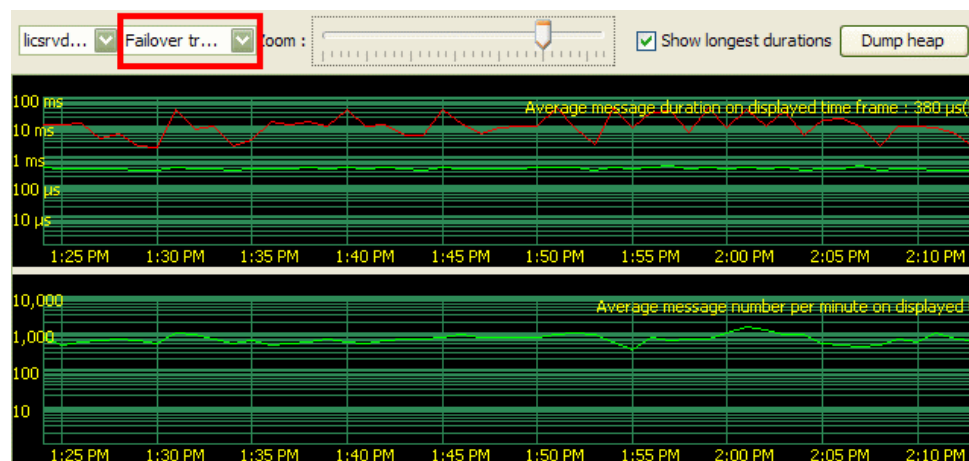 licsrvd... Failover tr... Zoom : Show longest durations Dump heap
Average message duration on displayed time frame : 380 µs(
100 ms
10 ms
1 ms
100 µs
10 µs
1:25 PM 1:30 PM 1:35 PM 1:40 PM 1:45 PM 1:50 PM 1:55 PM 2:00 PM 2:05 PM 2:10 PM
Average message number per minute on displayed
10,000
1,000
100
10
1:25 PM 1:30 PM 1:35 PM 1:40 PM 1:45 PM 1:50 PM 1:55 PM 2:00 PM 2:05 PM 2:10 PM